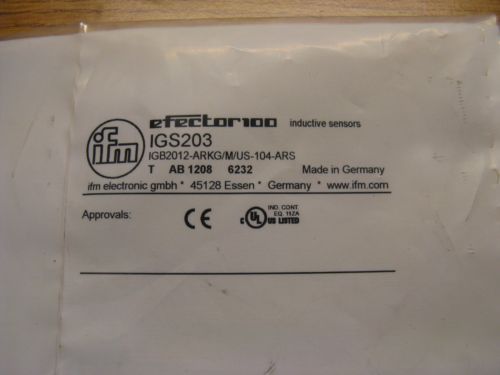 efector100 inductive sensors
ifm
IGS203
IGB2012-ARKG/M/US-104-ARS
T AB 1208 6232 Made in Germany
ifm electronic gmbh * 45128 Essen * Germany * www.ifm.com
Approvals: CE c UL US LISTED
IND. CONT.
EQ. 11ZA